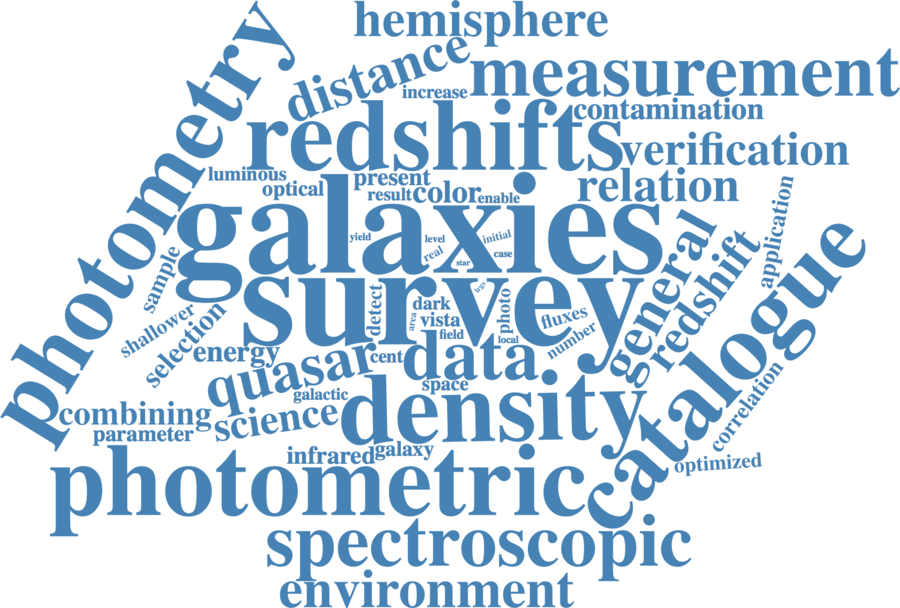 hemisphere
photometry
distance
measurement
increase
contamination
redshifts
verification
luminous
present
relation
optical
result
color
enable
galaxies
application
yield
level
initial
real
case
star
general
redshift
catalogue
sample
survey
lrgs
detect
dark
photo
area
vista
fluxes
shallower
selection
field
local
number
energy
cent
data
quasar
space
galactic
density
correlation
combining
science
parameter
infrared
galaxy
optimized
photometric
spectroscopic
environment